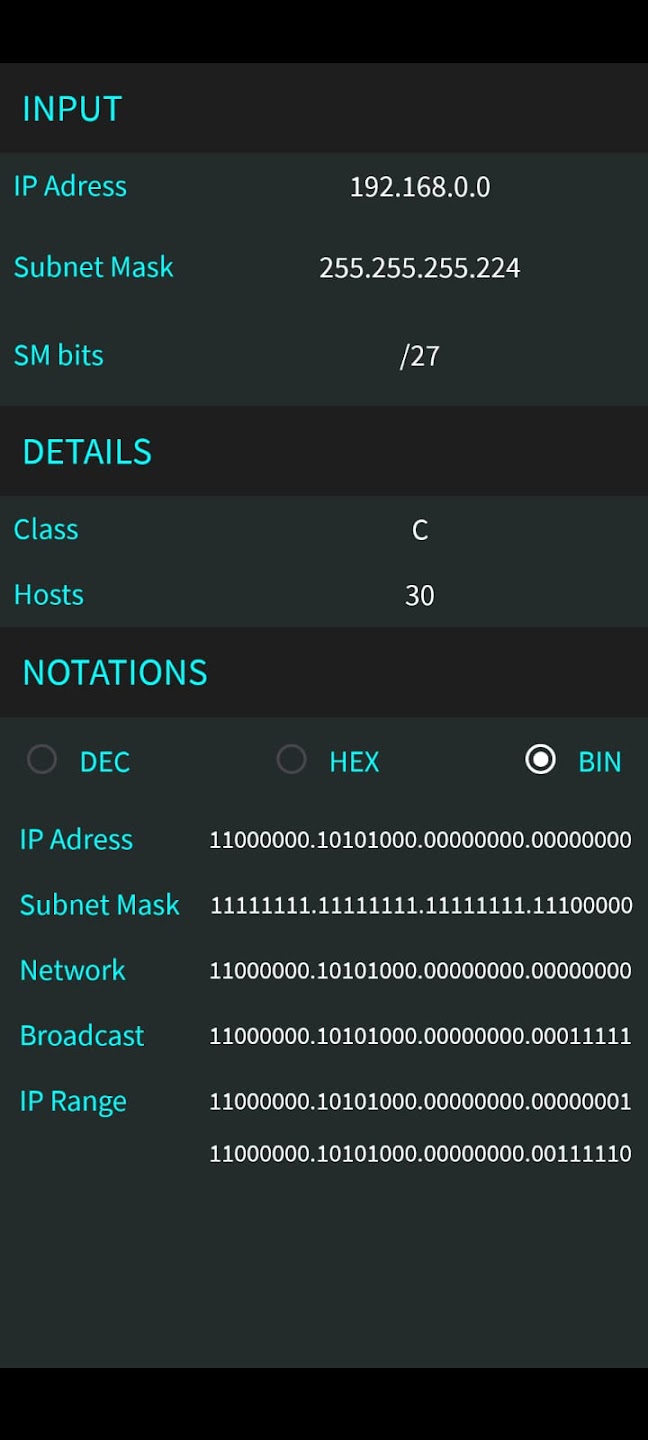 INPUT
IP Adress 192.168.0.0
Subnet Mask 255.255.255.224
SM bits /27
DETAILS
Class C
Hosts 30
NOTATIONS
DEC HEX BIN
IP Adress 11000000.10101000.00000000.00000000
Subnet Mask 11111111.11111111.11111111.11100000
Network 11000000.10101000.00000000.00000000
Broadcast 11000000.10101000.00000000.00011111
IP Range 11000000.10101000.00000000.00000001
11000000.10101000.00000000.00111110